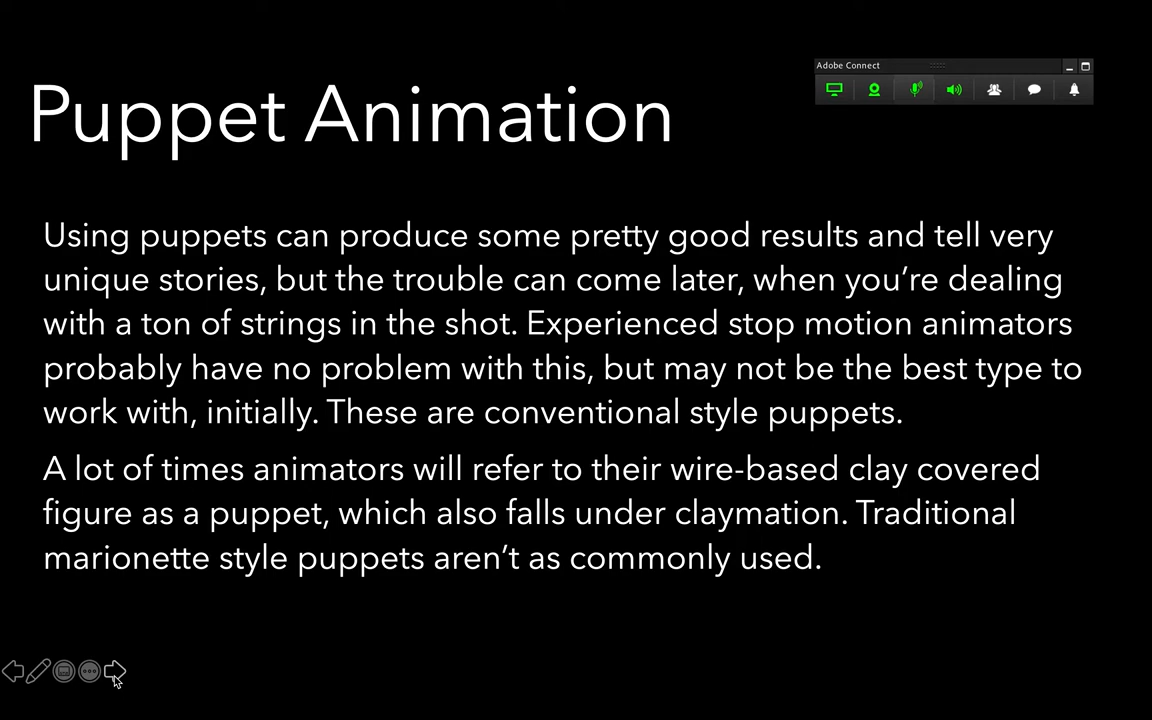 Adobe Connect
Puppet Animation
Using puppets can produce some pretty good results and tell very
unique stories, but the trouble can come later, when you’re dealing
with a ton of strings in the shot. Experienced stop motion animators
probably have no problem with this, but may not be the best type to
work with, initially. These are conventional style puppets.
A lot of times animators will refer to their wire-based clay covered
figure as a puppet, which also falls under claymation. Traditional
marionette style puppets aren’t as commonly used.